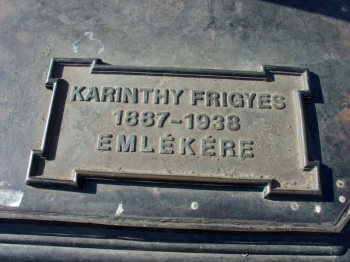 KARINTHY FRIGYES
1887-1938
EMLÉKÉRE